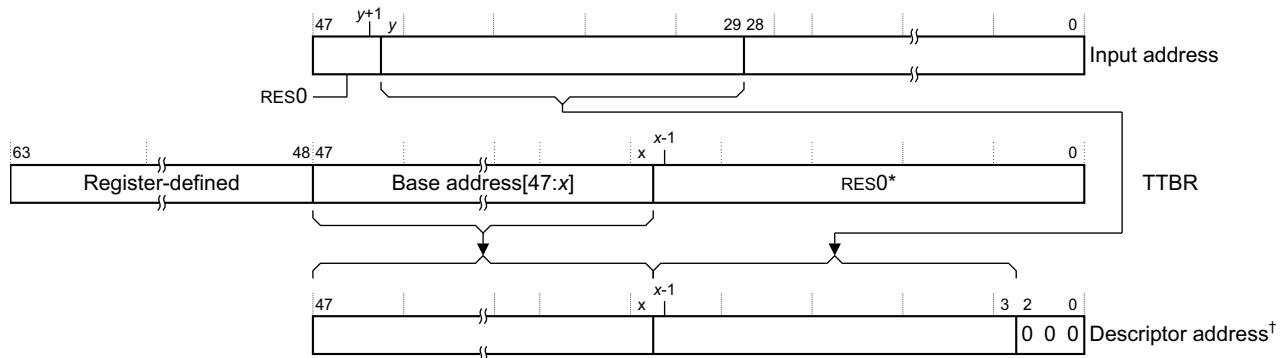 y+1
47 y 29 28 0
Input address
RES0
x-1
63 48 47 x 0
Register-defined Base address[47:x] RES0* TTBR
x-1
47 x 3 2 0
0 0 0 Descriptor address†